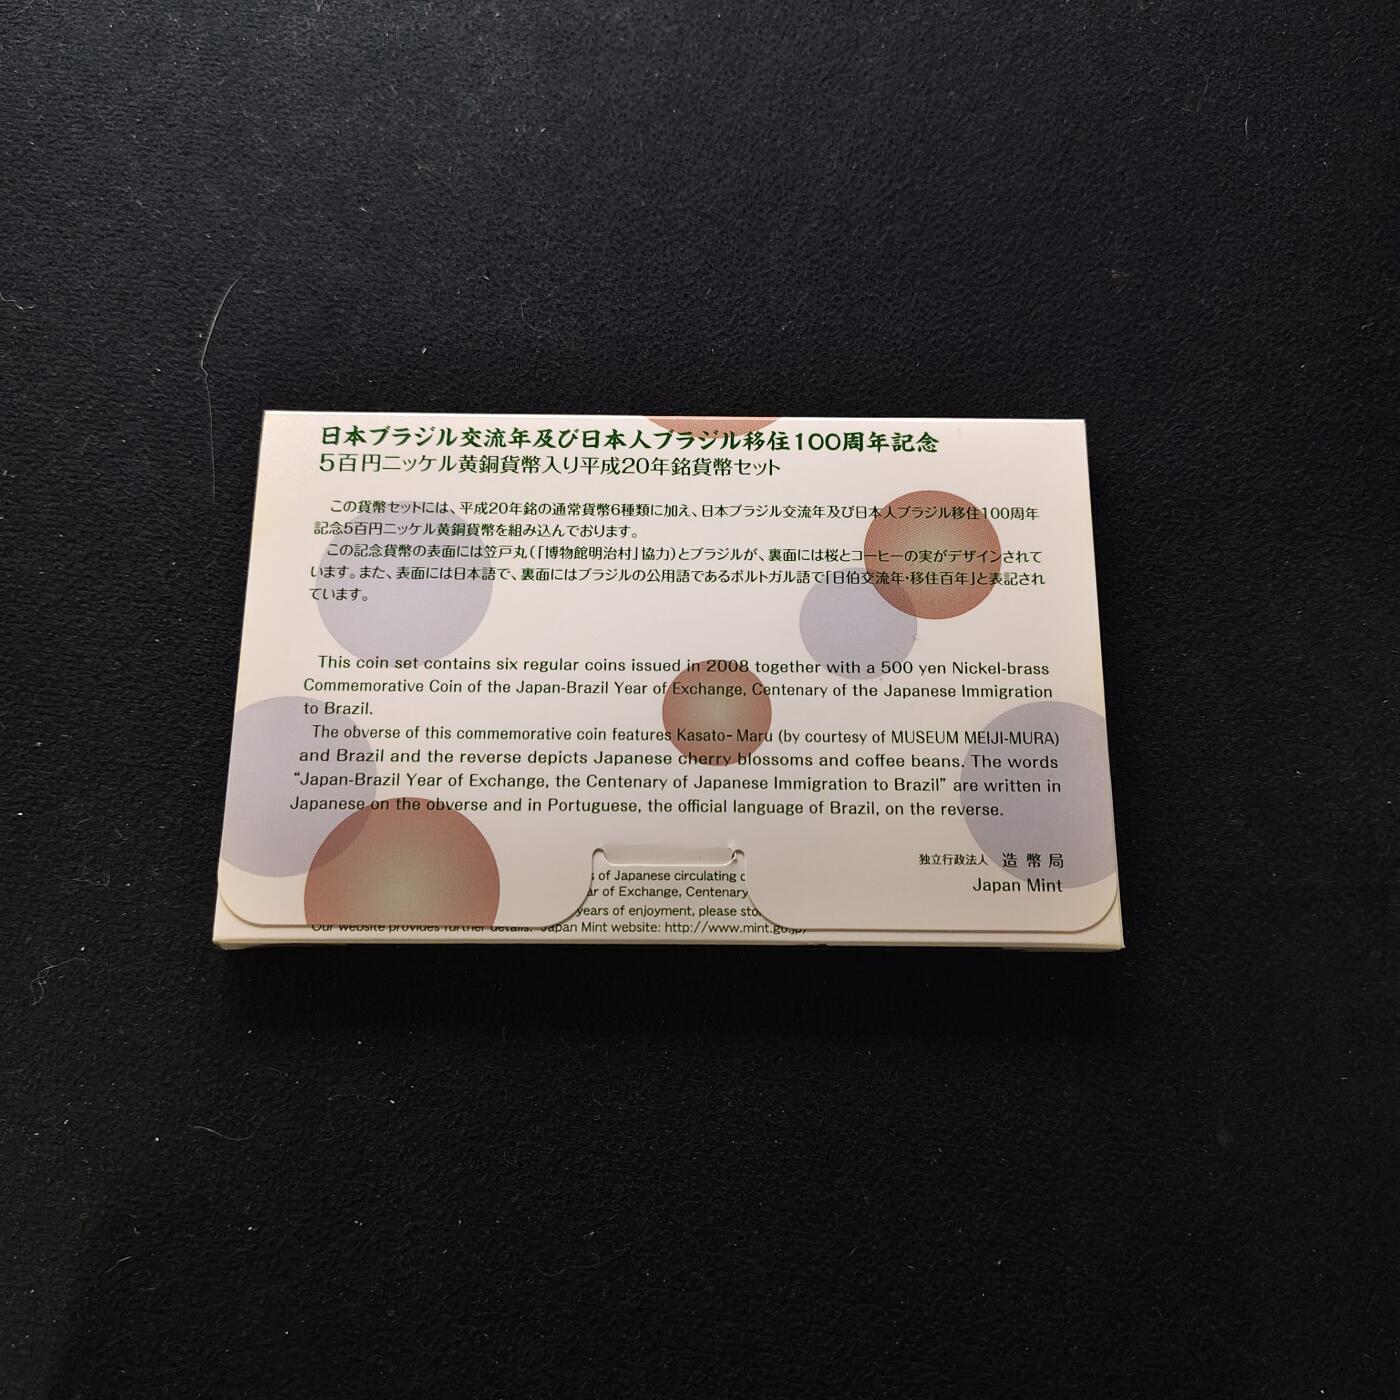 日本ブラジル交流年及び日本人ブラジル移住100周年記念
5百円ニッケル黄銅貨幣入り平成20年銘貨幣セット
この貨幣セットには、平成20年銘の通常貨幣6種類に加え、日本ブラジル交流年及び日本人ブラジル移住100周年
記念5百円ニッケル黄銅貨幣を組み込んでおります。
この記念貨幣の表面には笠戸丸(「博物館明治村」協力)とブラジルが、裏面には桜とコーヒーの実がデザインされて
います。また、表面には日本語で、裏面にはブラジルの公用語であるポルトガル語で「日伯交流年・移住百年」と表記され
ています。
This coin set contains six regular coins issued in 2008 together with a 500 yen Nickel-brass
Commemorative Coin of the Japan-Brazil Year of Exchange, Centenary of the Japanese Immigration
to Brazil.
The obverse of this commemorative coin features Kasato-Maru (by courtesy of MUSEUM MEIJI-MURA)
and Brazil and the reverse depicts Japanese cherry blossoms and coffee beans. The words
“Japan-Brazil Year of Exchange, the Centenary of Japanese Immigration to Brazil” are written in
Japanese on the obverse and in Portuguese, the official language of Brazil, on the reverse.
独立行政法人 造幣局
Japan Mint
of Japanese circulating
of Exchange, Centenary
years of enjoyment, please
Our website provides further details. Japan Mint website: http://www.mint.go.jp/